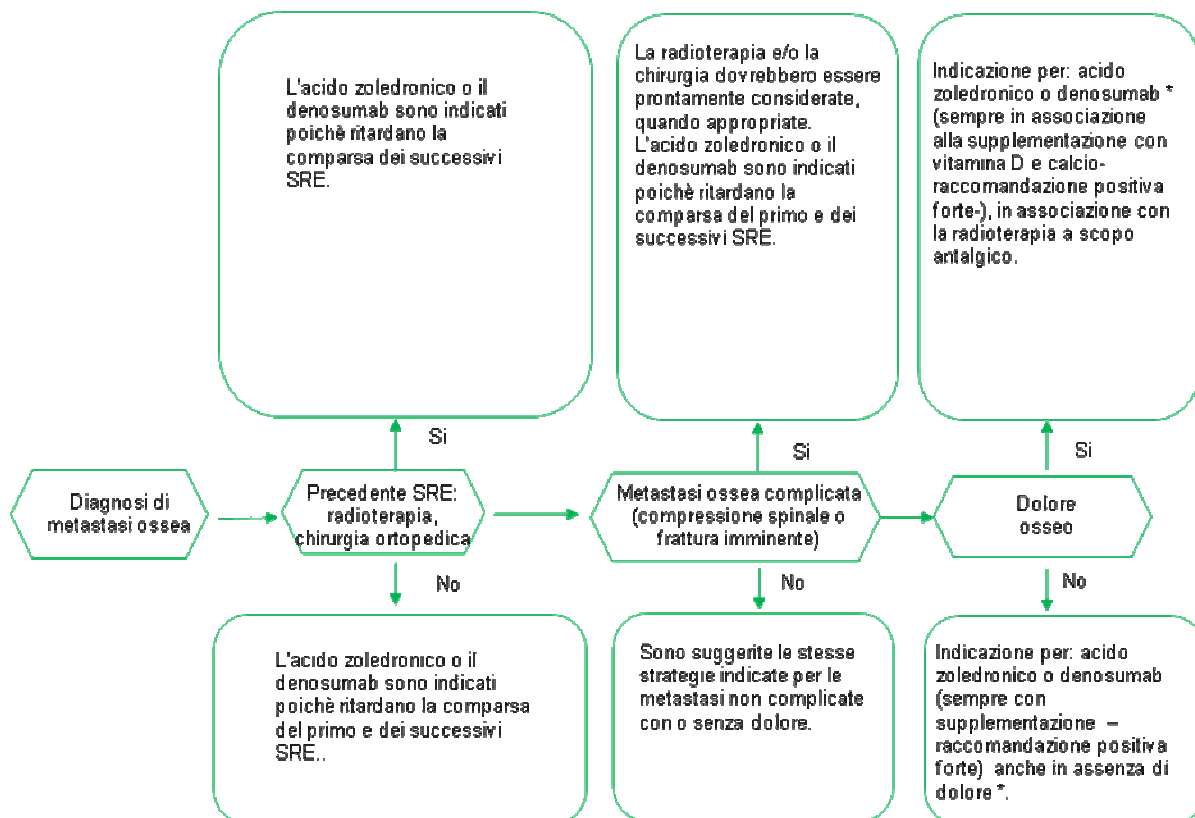 L'acido zoledronico o il
denosumab sono indicati
poichè ritardano la
comparsa dei successivi
SRE.
La radioterapia e/o la
chirurgia dovrebbero essere
prontamente considerate,
quando appropriate.
L'acido zoledronico o il
denosumab sono indicati
poichè ritardano la
comparsa del primo e dei
successivi SRE.
Indicazione per: acido
zoledronico o denosumab *
(sempre in associazione
alla supplementazione con
vitamina D e calcio-
raccomandazione positiva
forte-), in associazione con
la radioterapia a scopo
antalgico.
Si
Si
Si
Diagnosi di
metastasi ossea
Precedente SRE:
radioterapia,
chirurgia ortopedica
Metastasi ossea complicata
(compressione spinale o
frattura imminente)
Dolore
osseo
No
No
No
L'acido zoledronico o il
denosumab sono indicati
poichè ritardano la comparsa
del primo e dei successivi
SRE..
Sono suggerite le stesse
strategie indicate per le
metastasi non complicate
con o senza dolore.
Indicazione per: acido
zoledronico o denosumab
(sempre con
supplementazione –
raccomandazione positiva
forte) anche in assenza di
dolore *.